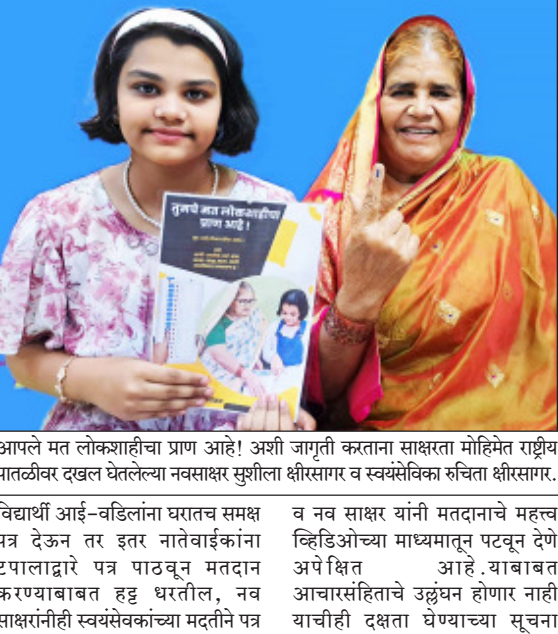 तुमचे मत लोकशाहीचा
प्राण आहे !
आपले मत लोकशाहीचा प्राण आहे! अशी जागृती करताना साक्षरता मोहिमेत राष्ट्रीय
पातळीवर दखल घेतलेल्या नवसाक्षर सुशीला क्षीरसागर व स्वयंसेविका रुचिता क्षीरसागर.
विद्यार्थी आई-वडिलांना घरातच समक्ष
पत्र देऊन तर इतर नातेवाईकांना
टपालाद्वारे पत्र पाठवून मतदान
करण्याबाबत हट्ट धरतील, नव
साक्षरांनीही स्वयंसेवकांच्या मदतीने पत्र
व नव साक्षर यांनी मतदानाचे महत्त्व
व्हिडिओच्या माध्यमातून पटवून देणे
अपेक्षित आहे.याबाबत
आचारसंहिताचे उल्लंघन होणार नाही
याचीही दक्षता घेण्याच्या सूचना